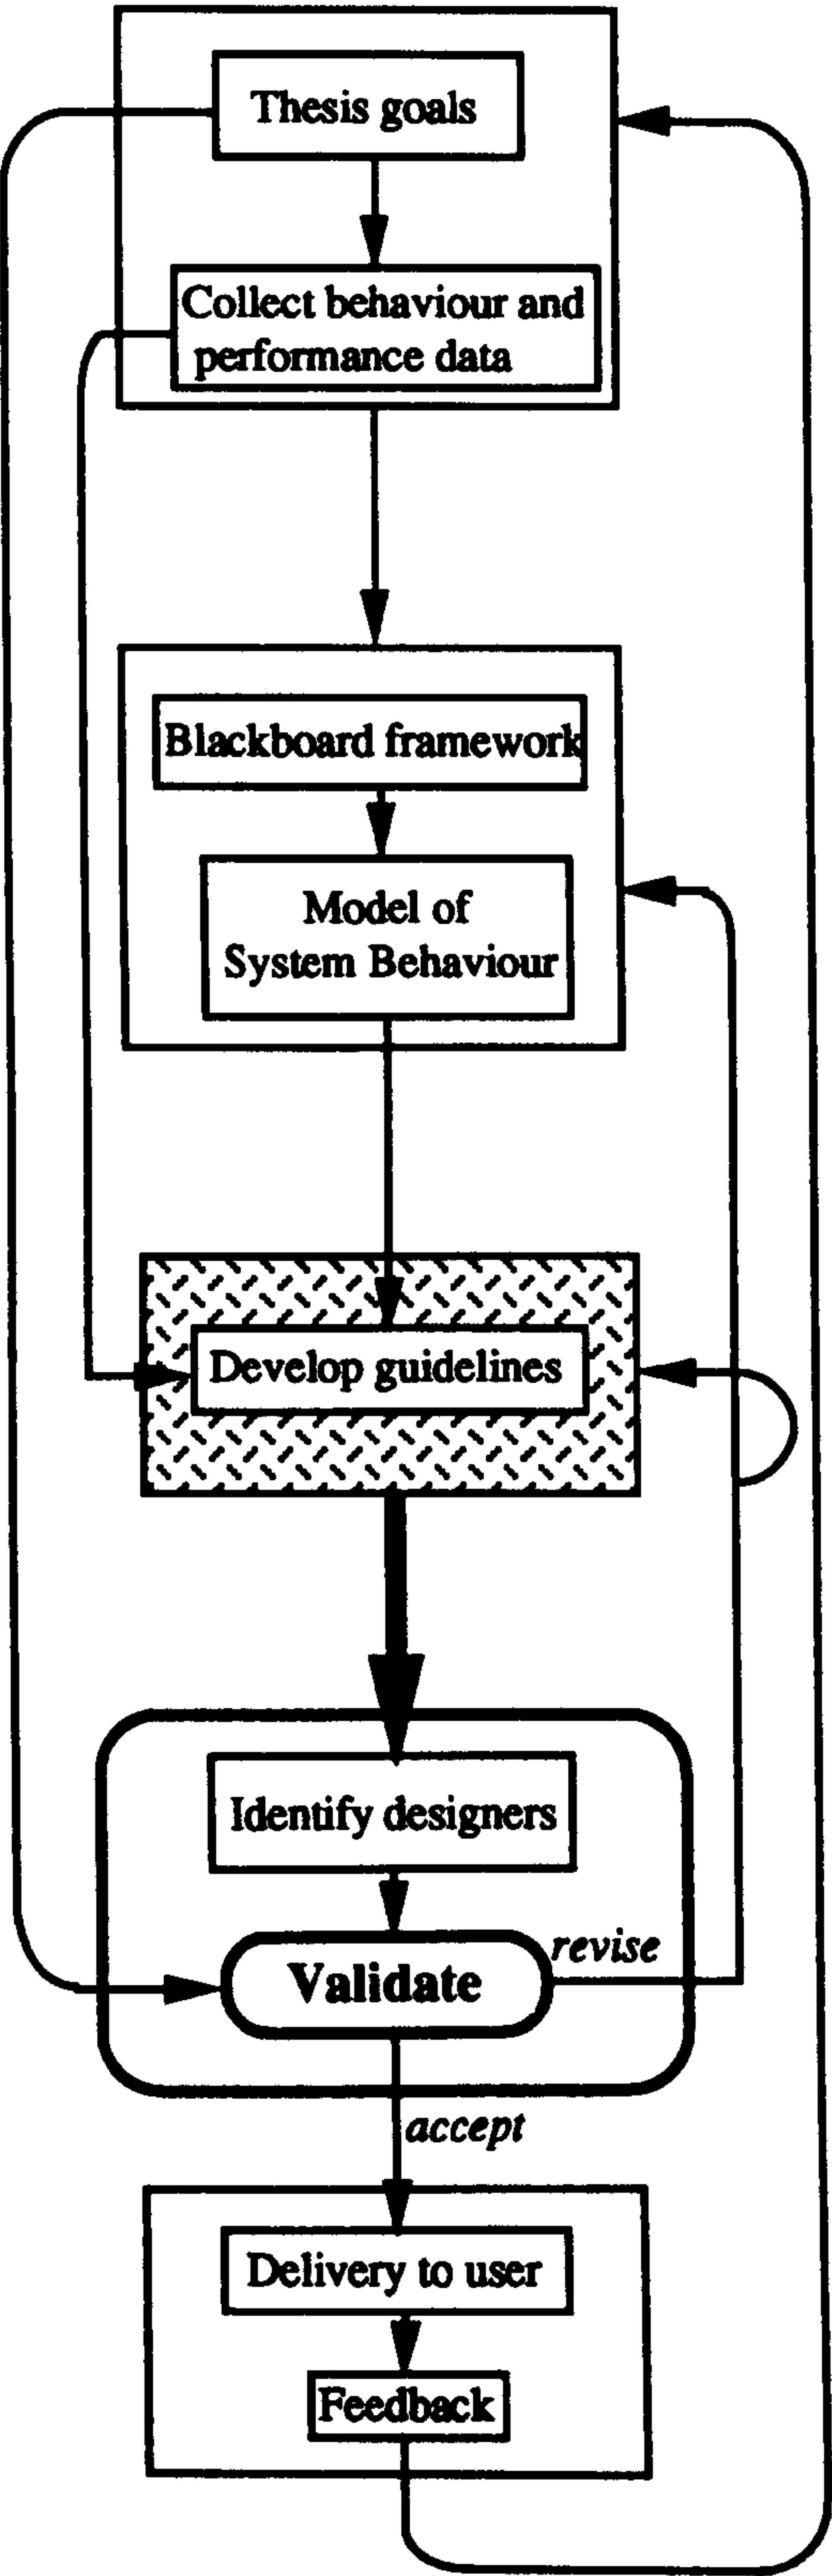 Thesis goals
Collect behaviour and
performance data
Blackboard framework
Model of
System Behaviour
Develop guidelines
Identify designers
revise
Validate
accept
Delivery to user
Feedback